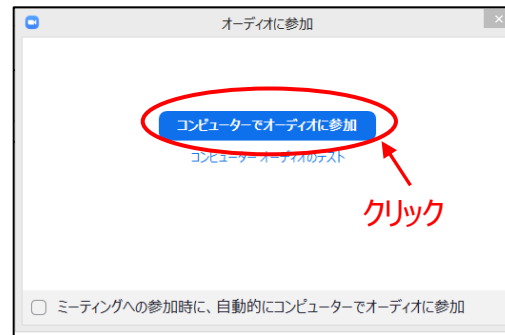 オーディオに参加
コンピューターでオーディオに参加
コンピューター オーディオのテスト
クリック
ミーティングへの参加時に、自動的にコンピューターでオーディオに参加